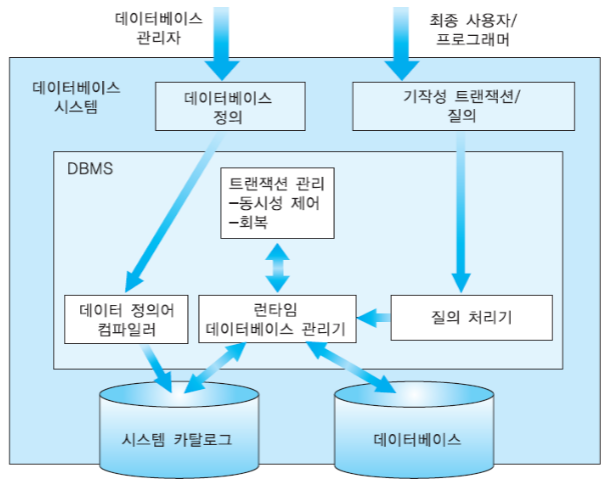 데이터베이스
관리자
최종 사용자/
프로그래머
데이터베이스
시스템
데이터베이스
정의
기작성 트랜잭션/
질의
DBMS
트랜잭션 관리
–동시성 제어
–회복
데이터 정의어
컴파일러
런타임
데이터베이스 관리기
질의 처리기
시스템 카탈로그
데이터베이스